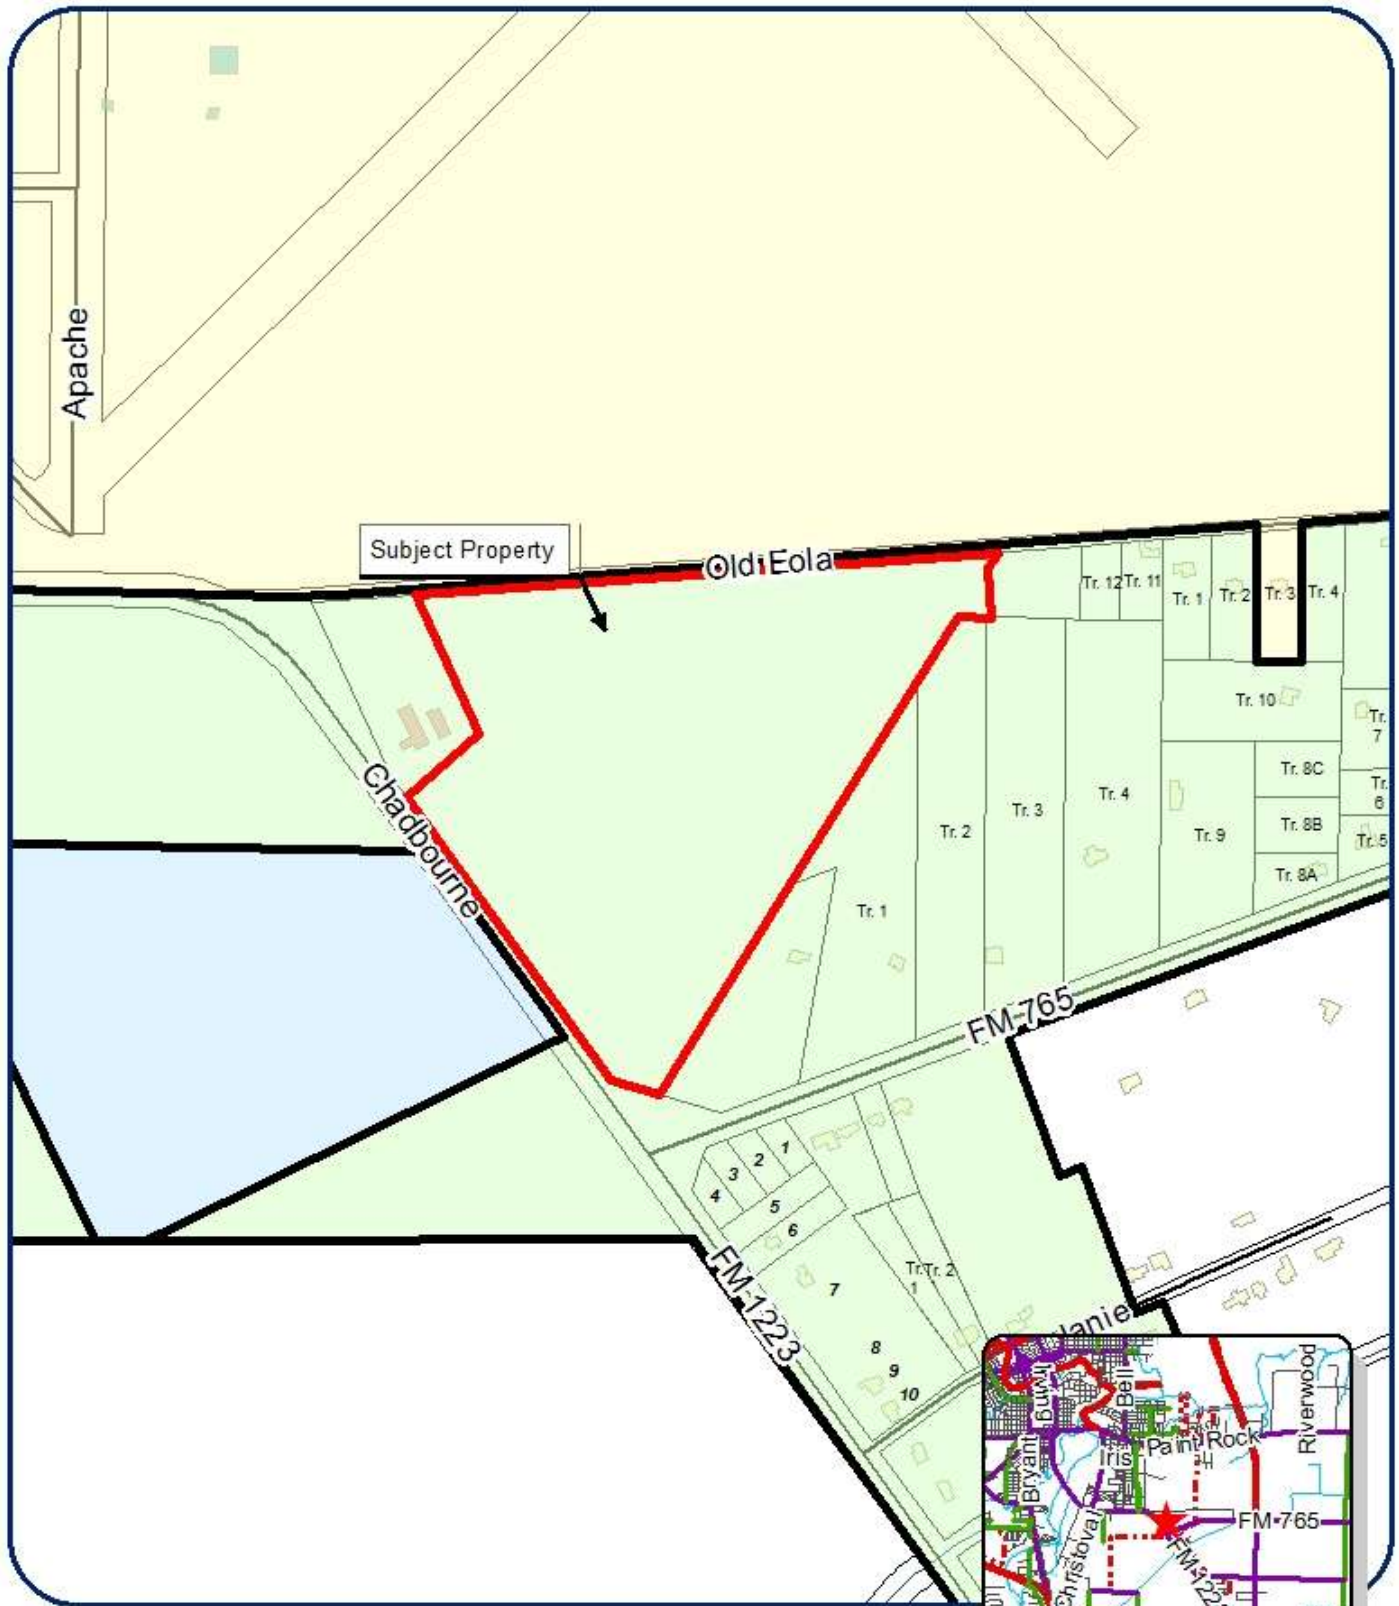 Apache
Subject Property
Old Eola
Tr. 12
Tr. 11
Tr. 1
Tr. 2
Tr. 3
Tr. 4
Tr. 10
Tr.
7
Tr. 8C
Tr.
6
Tr. 8B
Tr. 5
Tr. 8A
Tr. 9
Tr. 4
Tr. 3
Tr. 2
Tr. 1
Chadbourne
FM 765
1
2
3
4
5
6
7
8
9
10
Tr.
1
Tr. 2
FM 1223
lanie
Irving
Bell
Bryant
Iris
Paint Rock
Riverwood
Christoval
FM 765
FM 122